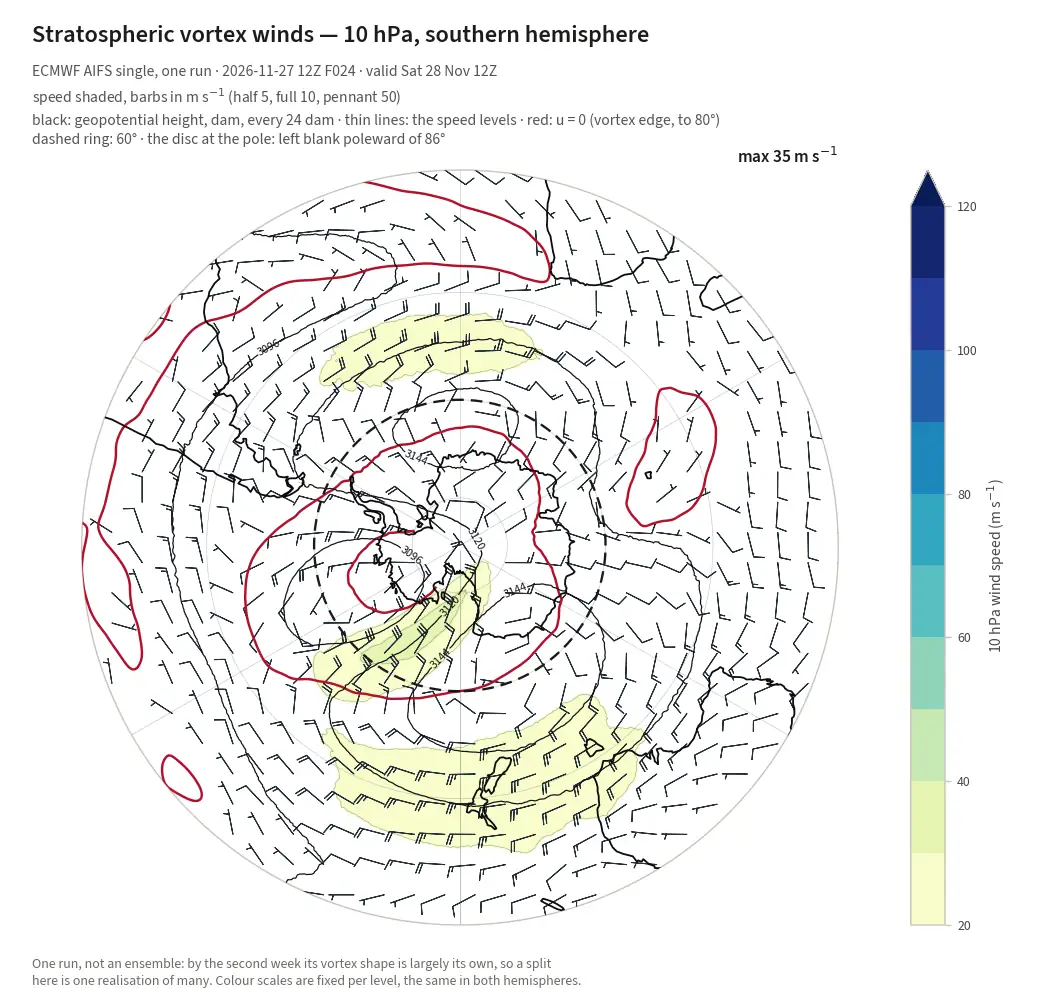 Stratospheric vortex winds — 10 hPa, southern hemisphere
ECMWF AIFS single, one run · 2026-11-27 12Z F024 · valid Sat 28 Nov 12Z
speed shaded, barbs in m s⁻¹ (half 5, full 10, pennant 50)
black: geopotential height, dam, every 24 dam · thin lines: the speed levels · red: u = 0 (vortex edge, to 80°)
dashed ring: 60° · the disc at the pole: left blank poleward of 86°
max 35 m s⁻¹
120
100
80
60
40
20
10 hPa wind speed (m s⁻¹)
3096
3144
3120
3096
3144
3120
3144
One run, not an ensemble: by the second week its vortex shape is largely its own, so a split
here is one realisation of many. Colour scales are fixed per level, the same in both hemispheres.